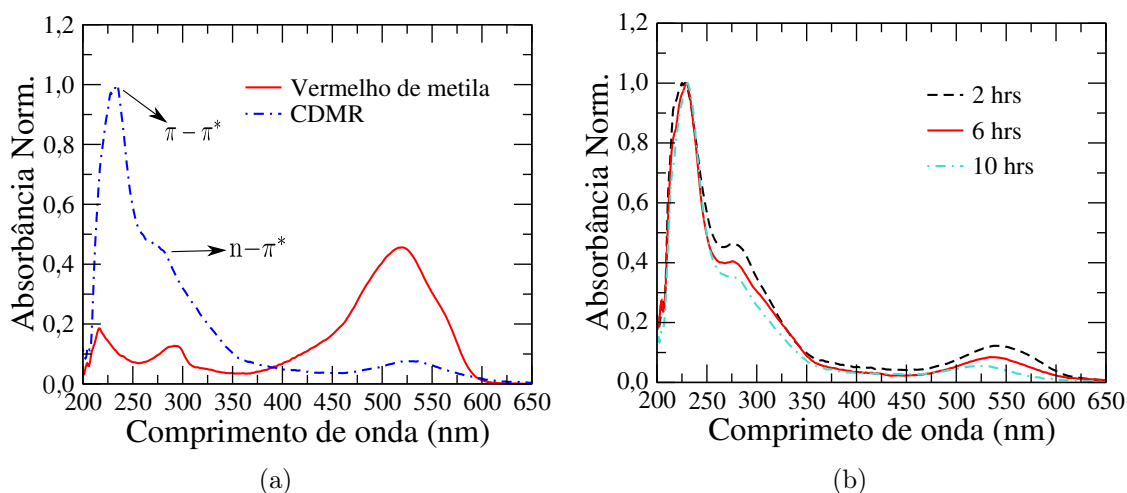 1,2
1,0
0,8
0,6
0,4
0,2
0,0
Absorbância Norm.
Vermelho de metila
CDMR
π − π*
n−π*
200 250 300 350 400 450 500 550 600 650
Comprimento de onda (nm)
(a)
1,2
1,0
0,8
0,6
0,4
0,2
0,0
Absorbância Norm.
2 hrs
6 hrs
10 hrs
200 250 300 350 400 450 500 550 600 650
Comprimeto de onda (nm)
(b)